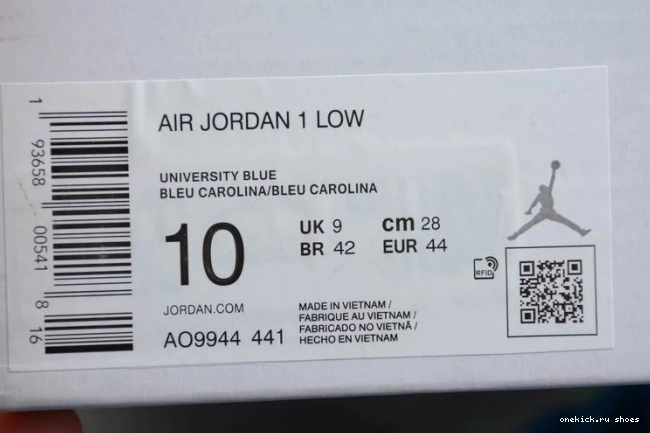 AIR JORDAN 1 LOW
UNIVERSITY BLUE
BLEU CAROLINA/BLEU CAROLINA
10
UK 9 cm 28
BR 42 EUR 44
RFID
JORDAN.COM
AO9944 441
MADE IN VIETNAM /
FABRIQUE AU VIETNAM /
FABRICADO NO VIETNÃ /
HECHO EN VIETNAM
1 93658 00541 8 16
onekick.ru shoes